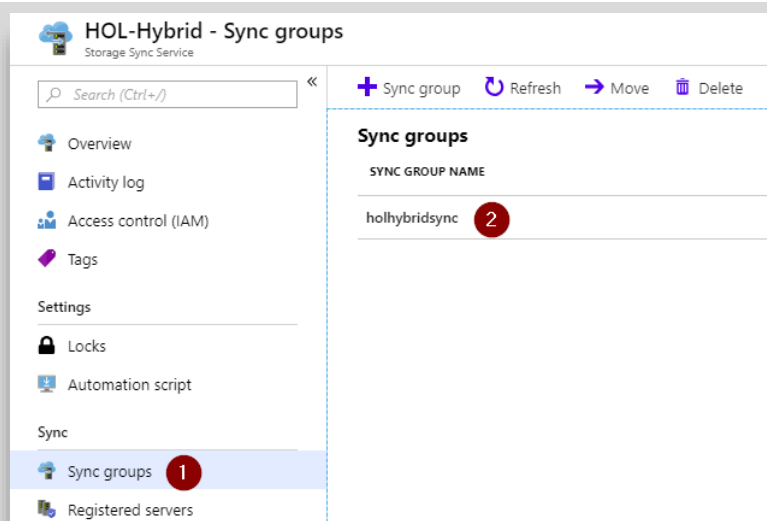 HOL-Hybrid - Sync groups
Storage Sync Service
Search (Ctrl+/)
«
Overview
Activity log
Access control (IAM)
Tags
Settings
Locks
Automation script
Sync
Sync groups 1
Registered servers
Sync group Refresh Move Delete
Sync groups
SYNC GROUP NAME
holhybridsync 2